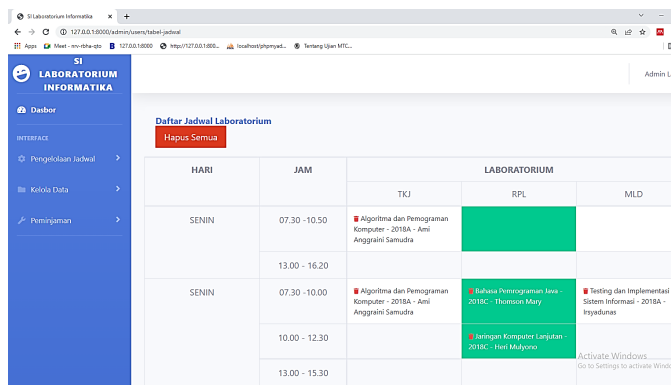 SI Laboratorium Informatika
127.0.0.1:8000/admin/users/tabel-jadwal
Apps
Meet - nrv-rbha-qto
127.0.0.1:8000
http://127.0.0.1:800...
localhost/phpmyad...
Tentang Ujian MTC...
SI
LABORATORIUM
INFORMATIKA
Admin L
Dasbor
INTERFACE
Pengelolaan Jadwal
Kelola Data
Peminjaman
Daftar Jadwal Laboratorium
Hapus Semua
HARI JAM LABORATORIUM
TKJ RPL MLD
SENIN 07.30 -10.50
Algoritma dan Pemograman
Komputer - 2018A - Ami
Anggraini Samudra
13.00 - 16.20
SENIN 07.30 -10.00
Algoritma dan Pemograman
Komputer - 2018A - Ami
Anggraini Samudra
Bahasa Pemrograman Java -
2018C - Thomson Mary
Testing dan Implementasi
Sistem Informasi - 2018A -
Irsyadunas
10.00 - 12.30
Jaringan Komputer Lanjutan -
2018C - Heri Mulyono
13.00 - 15.30
Activate Windows
Go to Settings to activate Wind